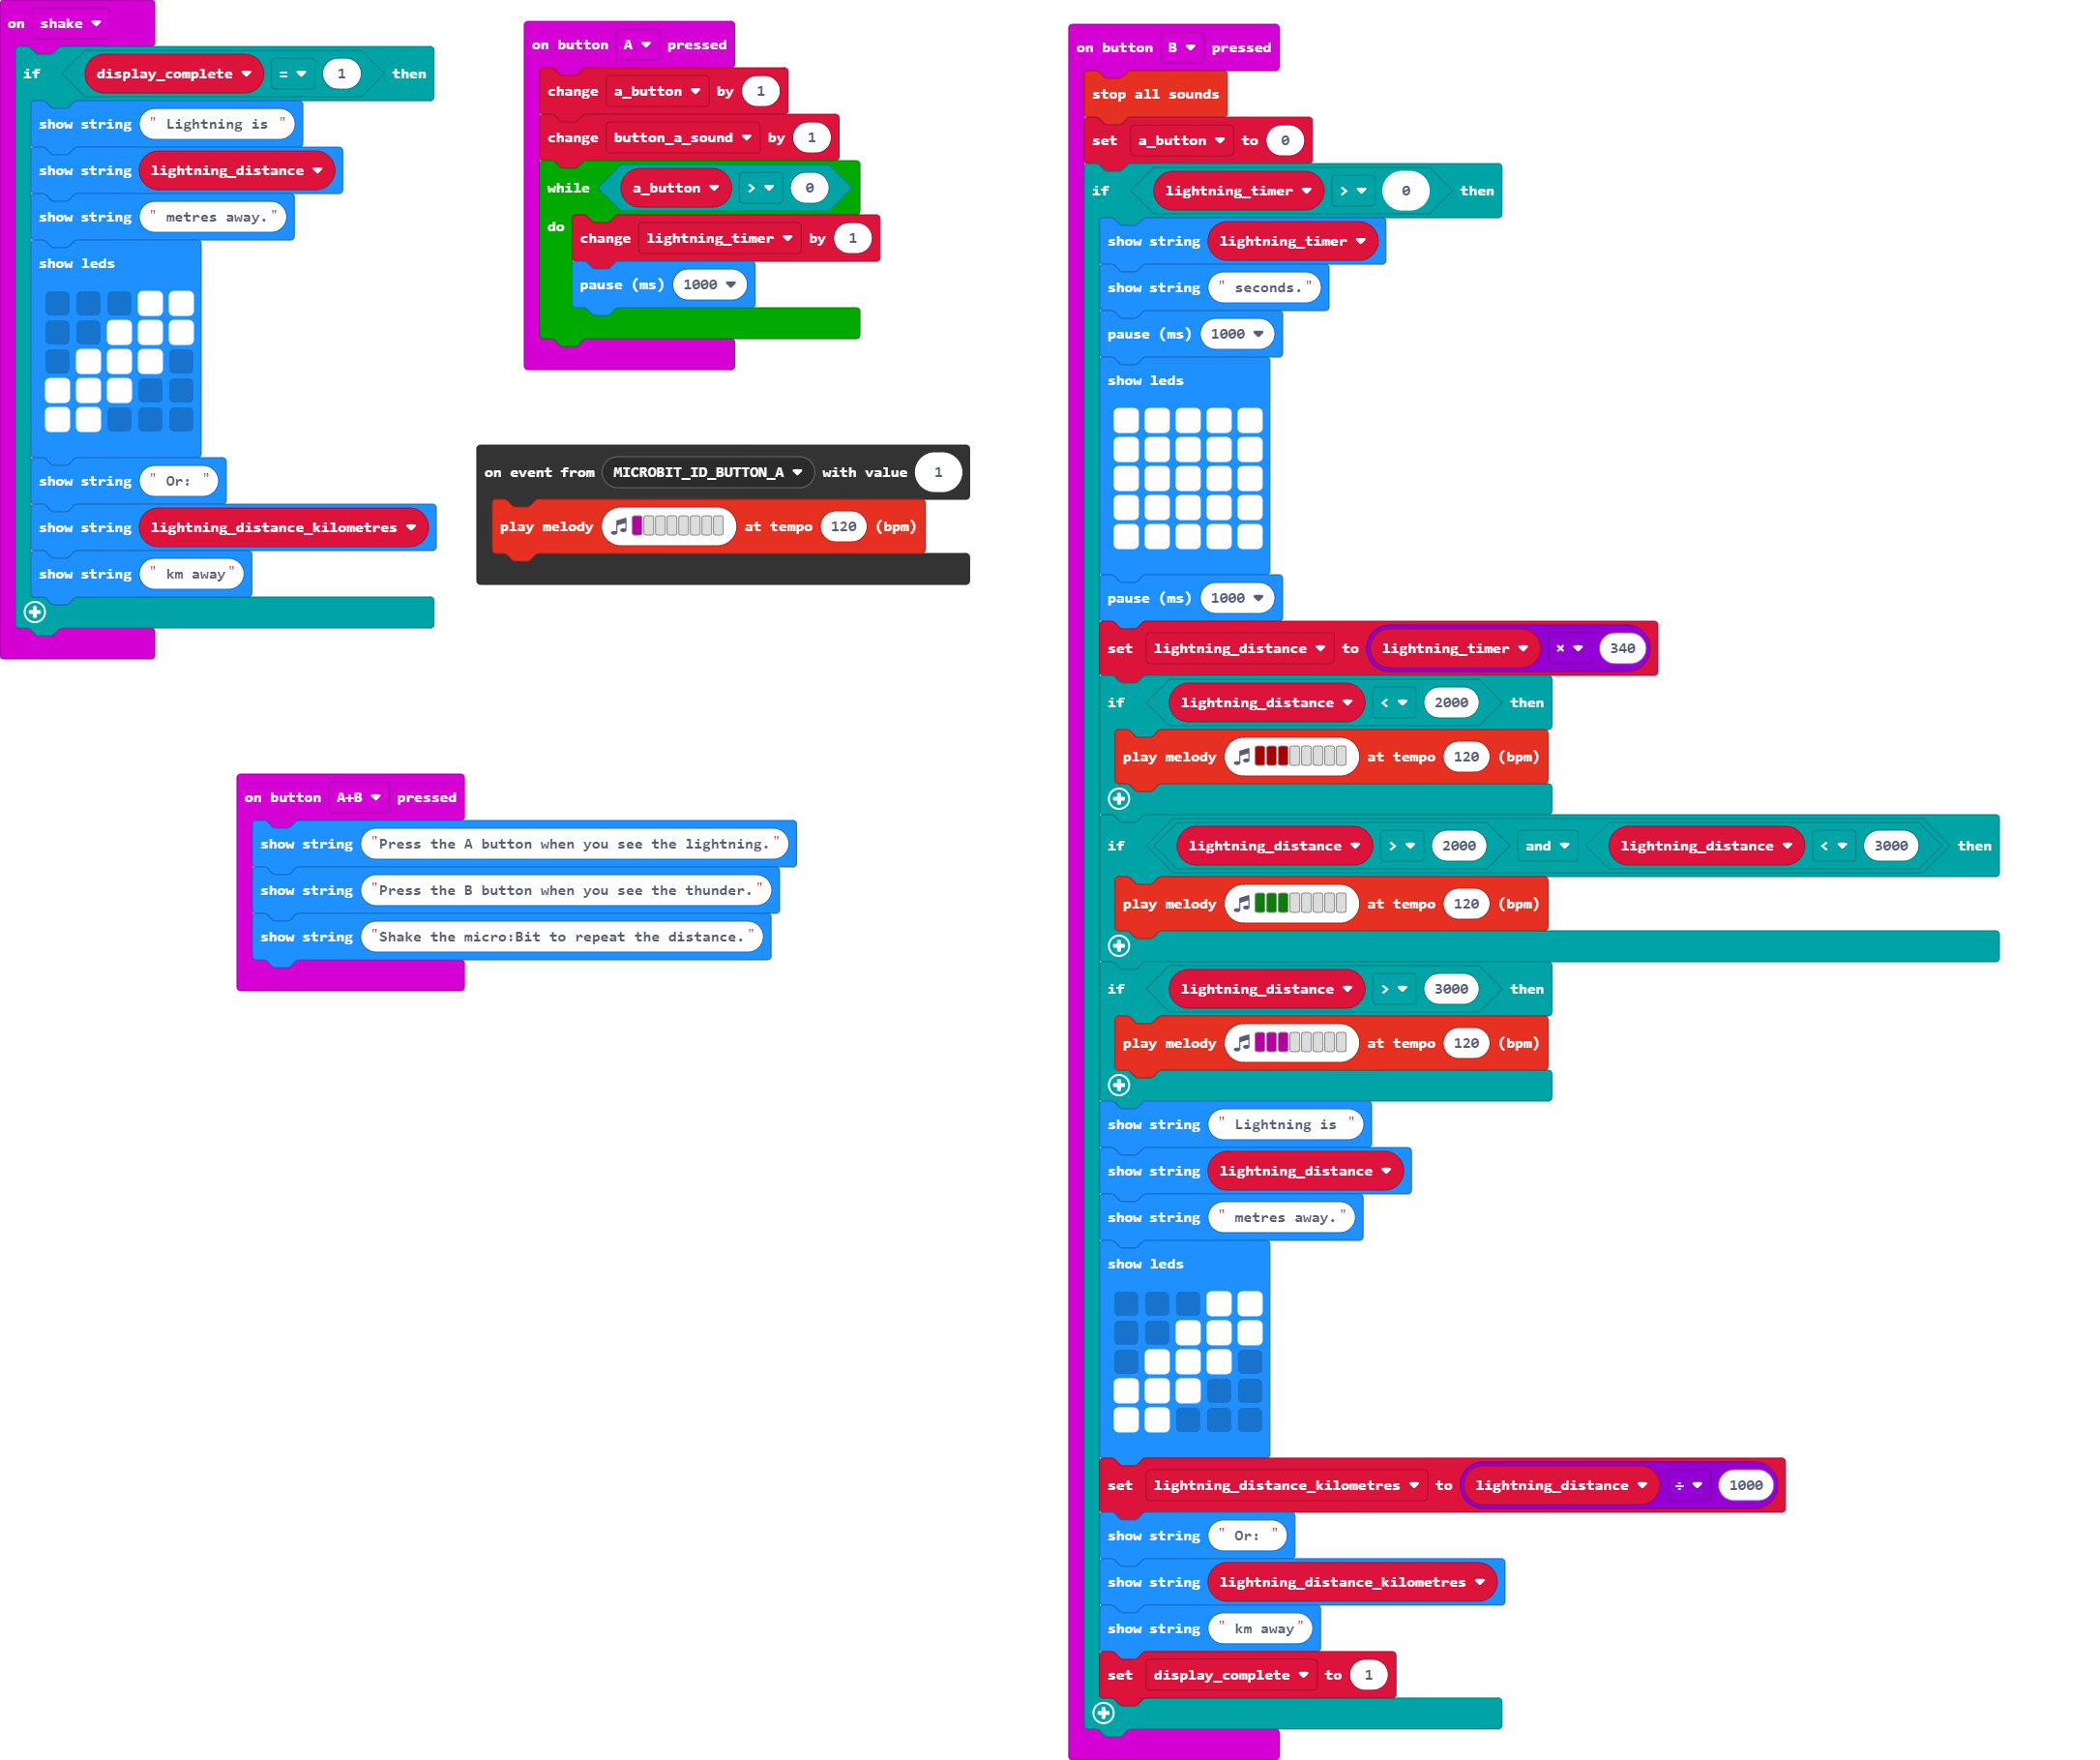 on shake
if display_complete = 1 then
show string " Lightning is "
show string lightning_distance
show string " metres away."
show leds
show string " Or: "
show string lightning_distance_kilometres
show string " km away"
on button A pressed
change a_button by 1
change button_a_sound by 1
while a_button > 0
do
change lightning_timer by 1
pause (ms) 1000
on event from MICROBIT_ID_BUTTON_A with value 1
play melody at tempo 120 (bpm)
on button A+B pressed
show string "Press the A button when you see the lightning."
show string "Press the B button when you see the thunder."
show string "Shake the micro:Bit to repeat the distance."
on button B pressed
stop all sounds
set a_button to 0
if lightning_timer > 0 then
show string lightning_timer
show string " seconds."
pause (ms) 1000
show leds
pause (ms) 1000
set lightning_distance to lightning_timer × 340
if lightning_distance < 2000 then
play melody at tempo 120 (bpm)
if lightning_distance > 2000 and lightning_distance < 3000 then
play melody at tempo 120 (bpm)
if lightning_distance > 3000 then
play melody at tempo 120 (bpm)
show string " Lightning is "
show string lightning_distance
show string " metres away."
show leds
set lightning_distance_kilometres to lightning_distance ÷ 1000
show string " Or: "
show string lightning_distance_kilometres
show string " km away"
set display_complete to 1